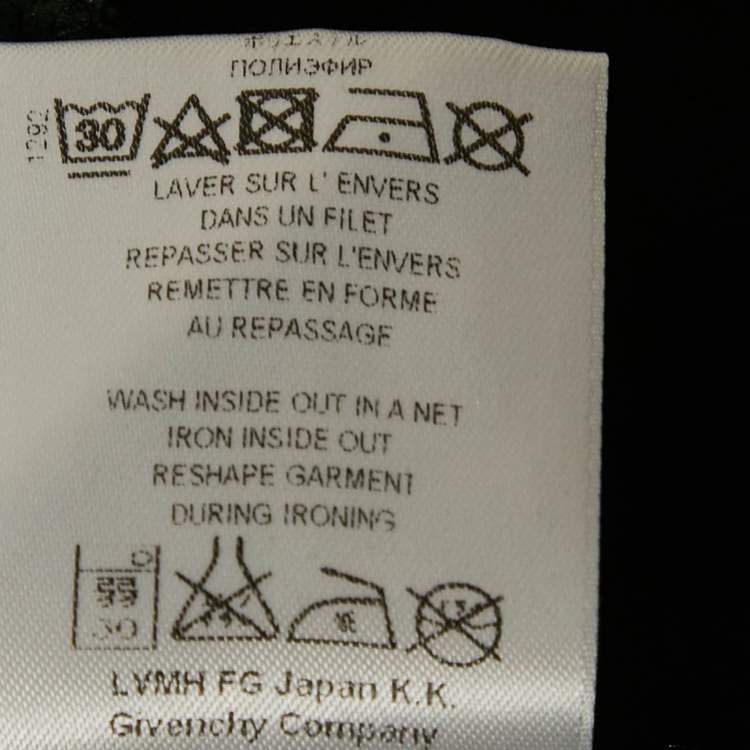 ポリエステル
ПОЛИЭФИР
1292
30
LAVER SUR L' ENVERS
DANS UN FILET
REPASSER SUR L'ENVERS
REMETTRE EN FORME
AU REPASSAGE
WASH INSIDE OUT IN A NET
IRON INSIDE OUT
RESHAPE GARMENT
DURING IRONING
30
LVMH FG Japan K.K.
Givenchy Company